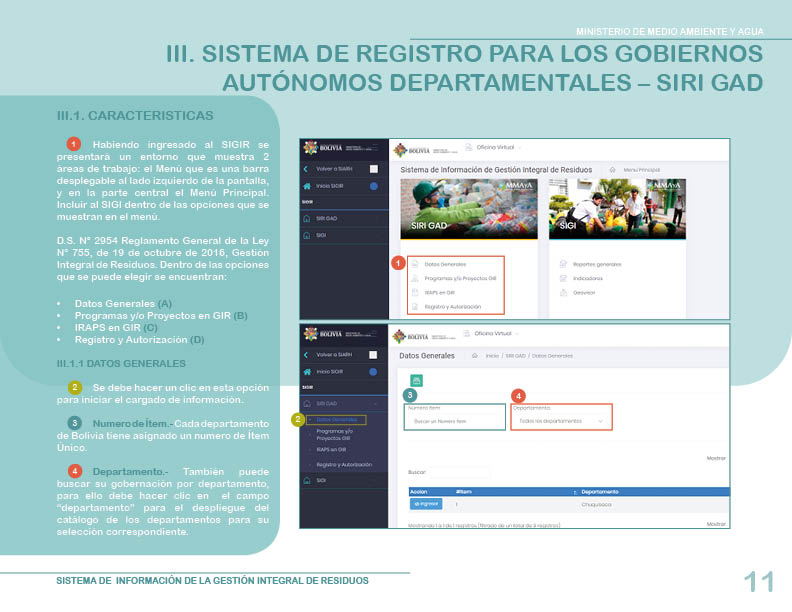 MINISTERIO DE MEDIO AMBIENTE Y AGUA
III. SISTEMA DE REGISTRO PARA LOS GOBIERNOS
AUTÓNOMOS DEPARTAMENTALES – SIRI GAD
III.1. CARACTERISTICAS
1 Habiendo ingresado al SIGIR se
presentará un entorno que muestra 2
áreas de trabajo: el Menú que es una barra
desplegable al lado izquierdo de la pantalla,
y en la parte central el Menú Principal.
Incluir al SIGI dentro de las opciones que se
muestran en el menú.
D.S. N° 2954 Reglamento General de la Ley
N° 755, de 19 de octubre de 2016, Gestión
Integral de Residuos. Dentro de las opciones
que se puede elegir se encuentran:
• Datos Generales (A)
• Programas y/o Proyectos en GIR (B)
• IRAPS en GIR (C)
• Registro y Autorización (D)
III.1.1 DATOS GENERALES
2 Se debe hacer un clic en esta opción
para iniciar el cargado de información.
3 Numero de Ítem.- Cada departamento
de Bolivia tiene asignado un numero de Ítem
Único.
4 Departamento.- También puede
buscar su gobernación por departamento,
para ello debe hacer clic en el campo
“departamento” para el despliegue del
catálogo de los departamentos para su
selección correspondiente.
BOLIVIA
Volver a SIARH
Inicio SIGIR
SIGIR
SIRI GAD
SIGI
BOLIVIA
Oficina Virtual
Sistema de Información de Gestión Integral de Residuos
Menu Principal
MMAyA
SIRI GAD
MMAyA
SIGI
1
Datos Generales
Programas y/o Proyectos GIR
IRAPS en GIR
Registro y Autorización
Reportes generales
Indicadores
Geovisor
BOLIVIA
Volver a SIARH
Inicio SIGIR
SIGIR
SIRI GAD
2
Datos Generales
Programas y/o
Proyectos GIR
IRAPS en GIR
Registro y Autorización
SIGI
BOLIVIA
Oficina Virtual
Datos Generales
Inicio / SIRI GAD / Datos Generales
3
4
Numero Item
Buscar un Numero Item
Departamento
Todos los departamentos
Mostrar
Buscar
Accion #Item Departamento
Ingresar 1 Chuquisaca
Mostrando 1 a 1 de 1 registros (filtrado de un total de 9 registros)
Mostrar
SISTEMA DE INFORMACIÓN DE LA GESTIÓN INTEGRAL DE RESIDUOS
11